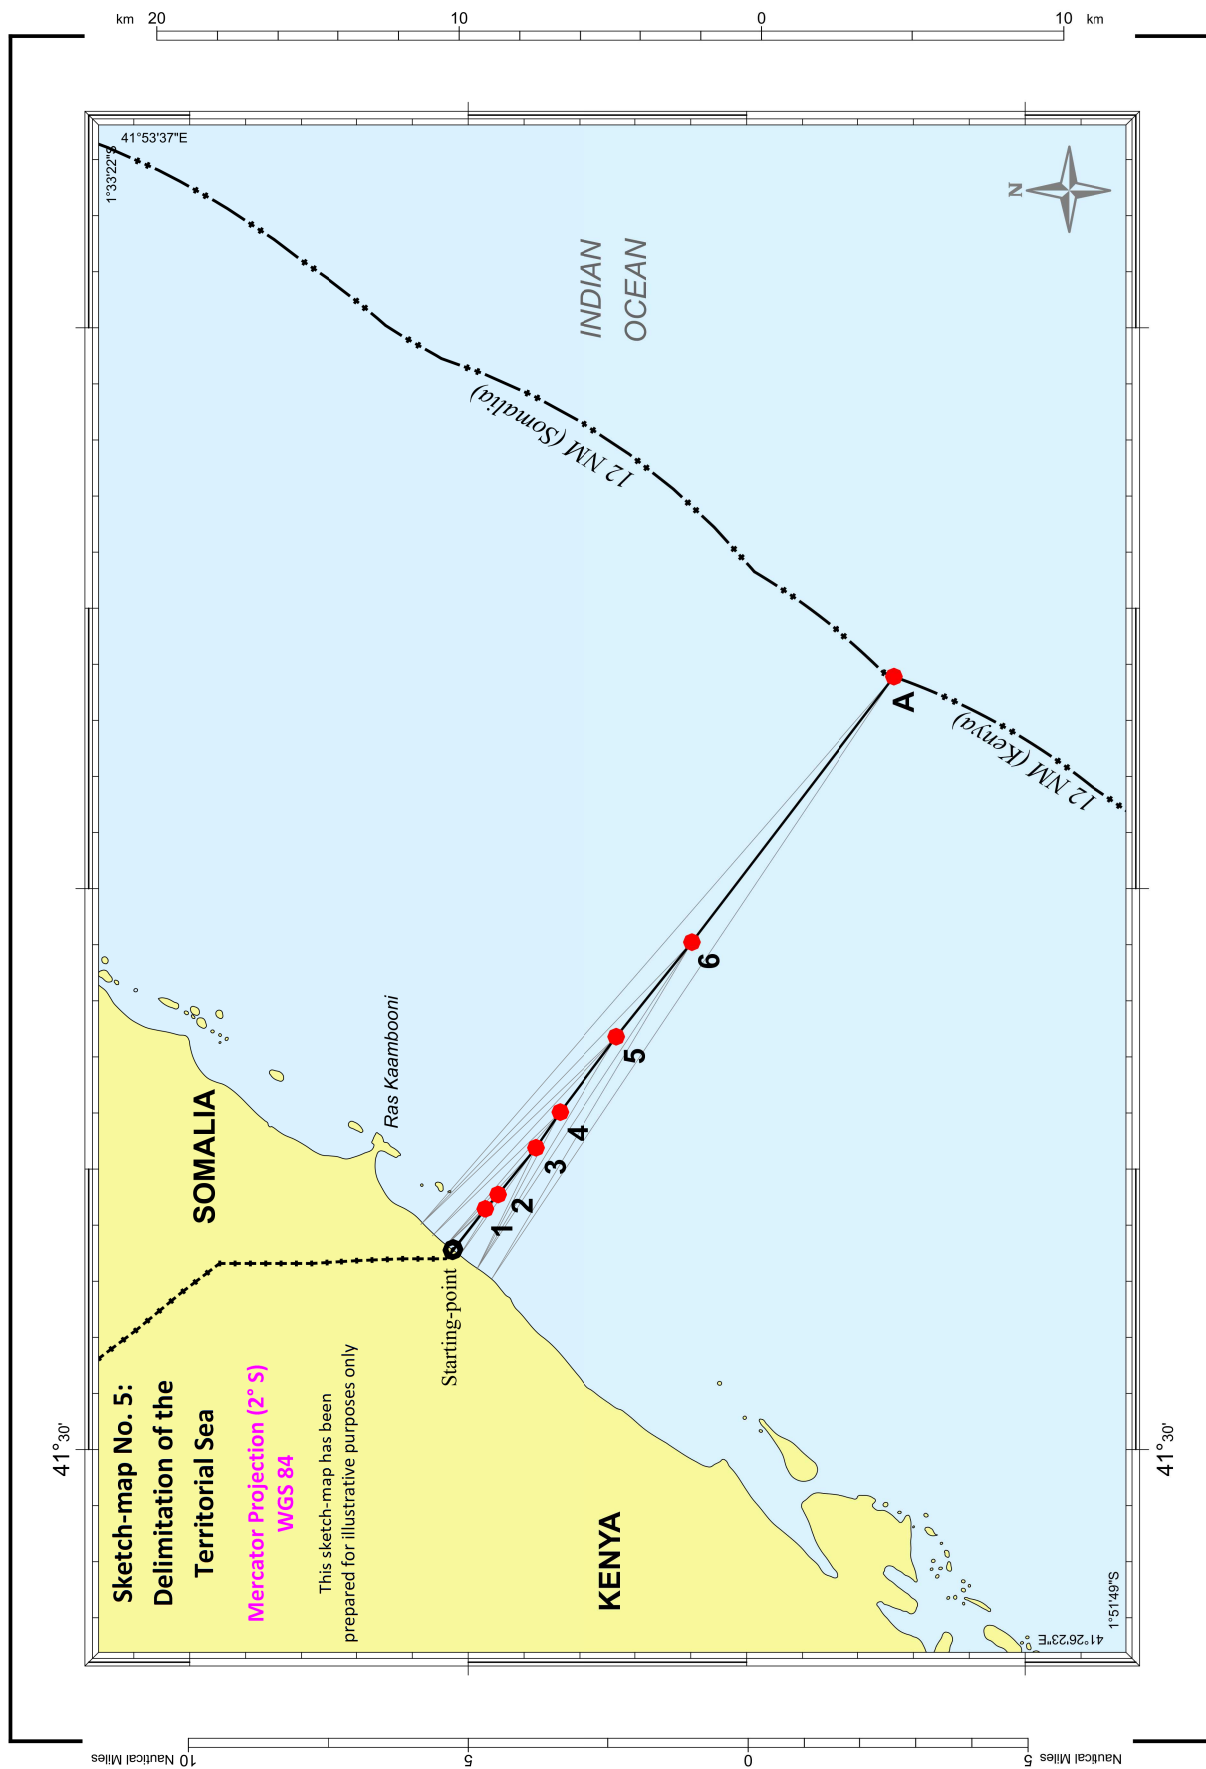 Sketch-map No. 5:
Delimitation of the
Territorial Sea
Mercator Projection (2° S)
WGS 84
This sketch-map has been
prepared for illustrative purposes only
SOMALIA
KENYA
Ras Kaambooni
Starting-point
1
2
3
4
5
6
A
12 NM (Somalia)
12 NM (Kenya)
INDIAN
OCEAN
N
41°53'37"E
1°33'22"S
41°26'23"E
1°51'49"S
41°30'
41°30'
km 20 10 0 10 km
Nautical Miles 10 5 0 5 Nautical Miles